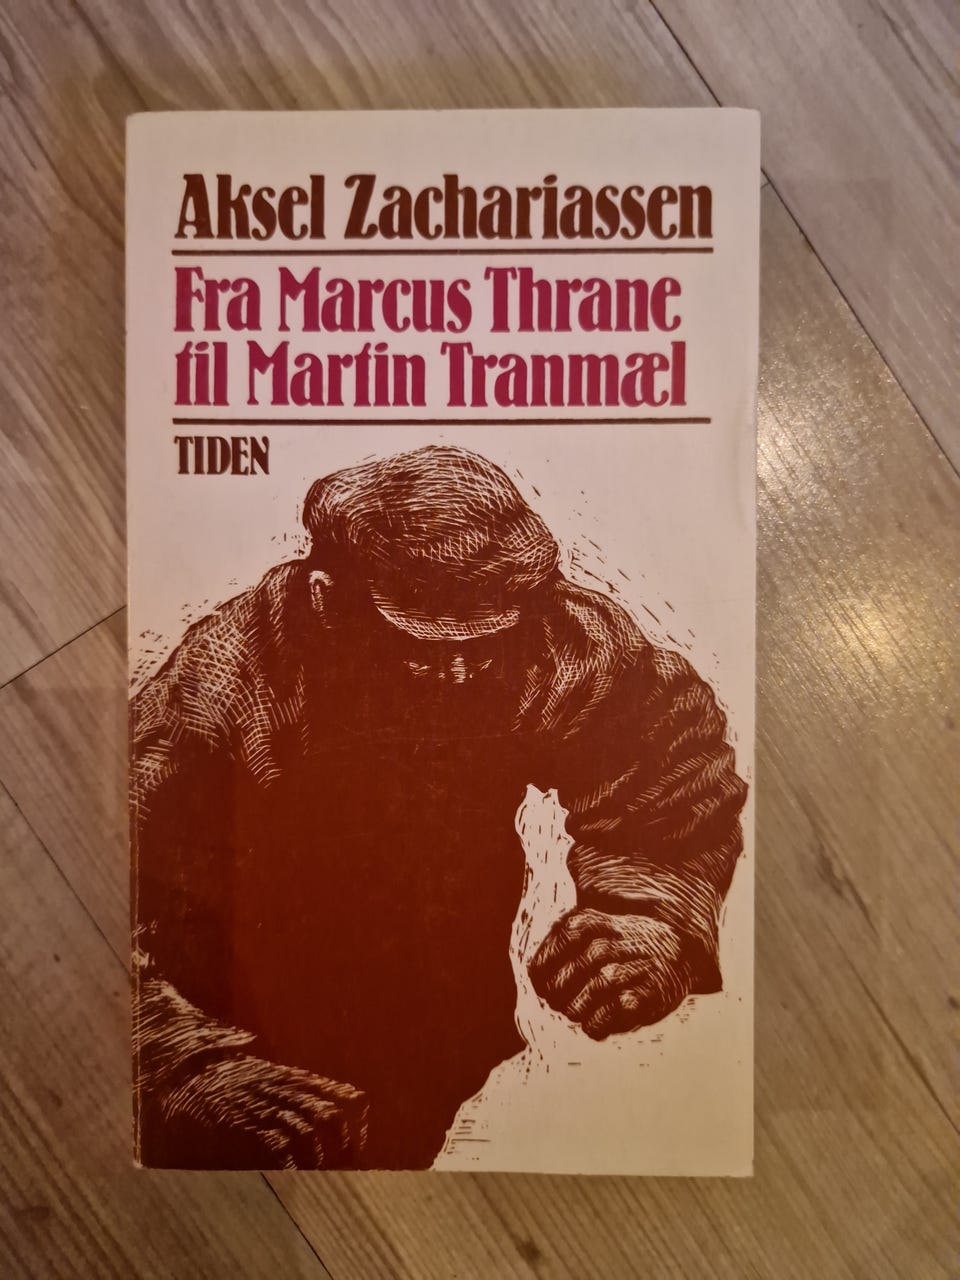 Aksel Zachariassen
Fra Marcus Thrane
til Martin Tranmæl
TIDEN